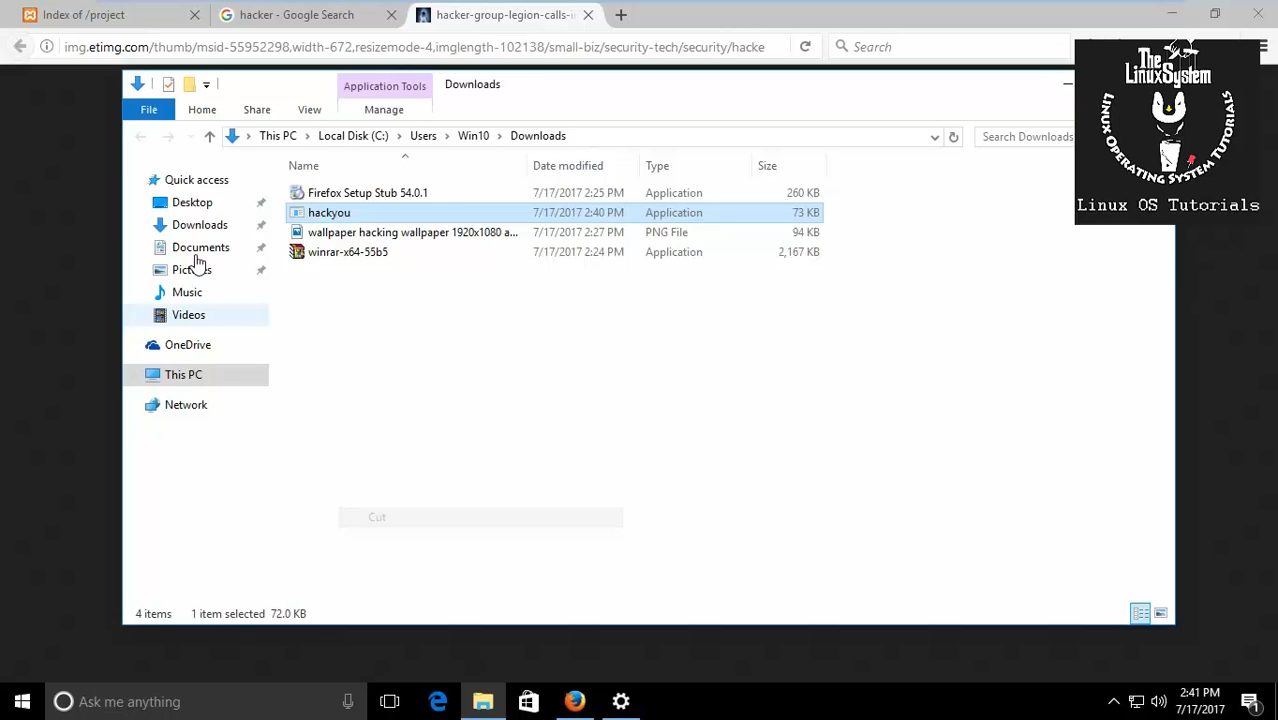 Index of /project
hacker - Google Search
hacker-group-legion-calls-i
img.etimg.com/thumb/msid-55952298,width-672,resizemode-4,imglength-102138/small-biz/security-tech/security/hacke
Search
Application Tools
Downloads
File
Home
Share
View
Manage
This PC
Local Disk (C:)
Users
Win10
Downloads
Search Downloads
The
LinuxSystem
LINUX OPERATING SYSTEM TUTORIALS
Linux OS Tutorials
Name
Date modified
Type
Size
Quick access
Desktop
Downloads
Documents
Pictures
Music
Videos
OneDrive
This PC
Network
Firefox Setup Stub 54.0.1 7/17/2017 2:25 PM Application 260 KB
hackyou 7/17/2017 2:40 PM Application 73 KB
wallpaper hacking wallpaper 1920x1080 a... 7/17/2017 2:27 PM PNG File 94 KB
winrar-x64-55b5 7/17/2017 2:24 PM Application 2,167 KB
Cut
4 items 1 item selected 72.0 KB
Ask me anything
2:41 PM
7/17/2017
1